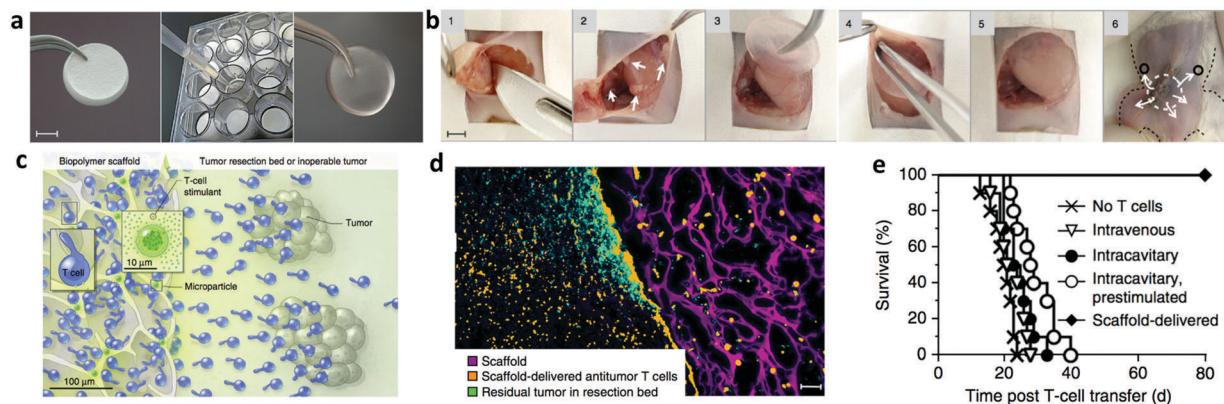 a
b
1
2
3
4
5
6
c
Biopolymer scaffold
Tumor resection bed or inoperable tumor
T-cell
stimulant
Tumor
10 µm
T cell
Microparticle
100 µm
d
Scaffold
Scaffold-delivered antitumor T cells
Residual tumor in resection bed
e
Survival (%)
100
80
60
40
20
0
No T cells
Intravenous
Intracavitary
Intracavitary,
prestimulated
Scaffold-delivered
0
20
40
60
80
Time post T-cell transfer (d)